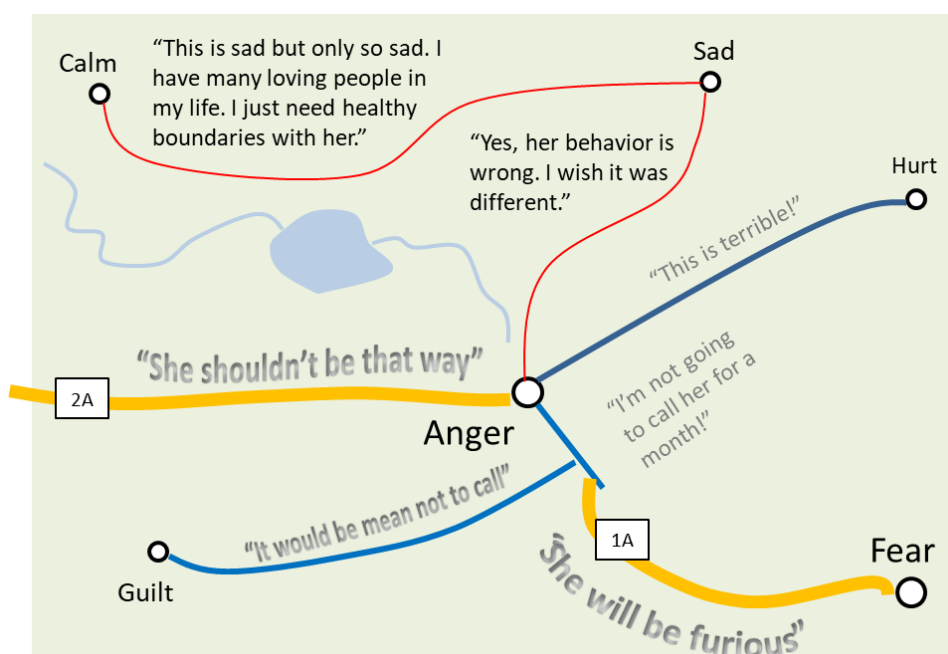 Calm
“This is sad but only so sad. I
have many loving people in
my life. I just need healthy
boundaries with her.”
Sad
“Yes, her behavior is
wrong. I wish it was
different.”
Hurt
“This is terrible!”
“She shouldn’t be that way”
2A
Anger
“I’m not going
to call her for a
month!”
“It would be mean not to call”
1A
Fear
“She will be furious”
Guilt